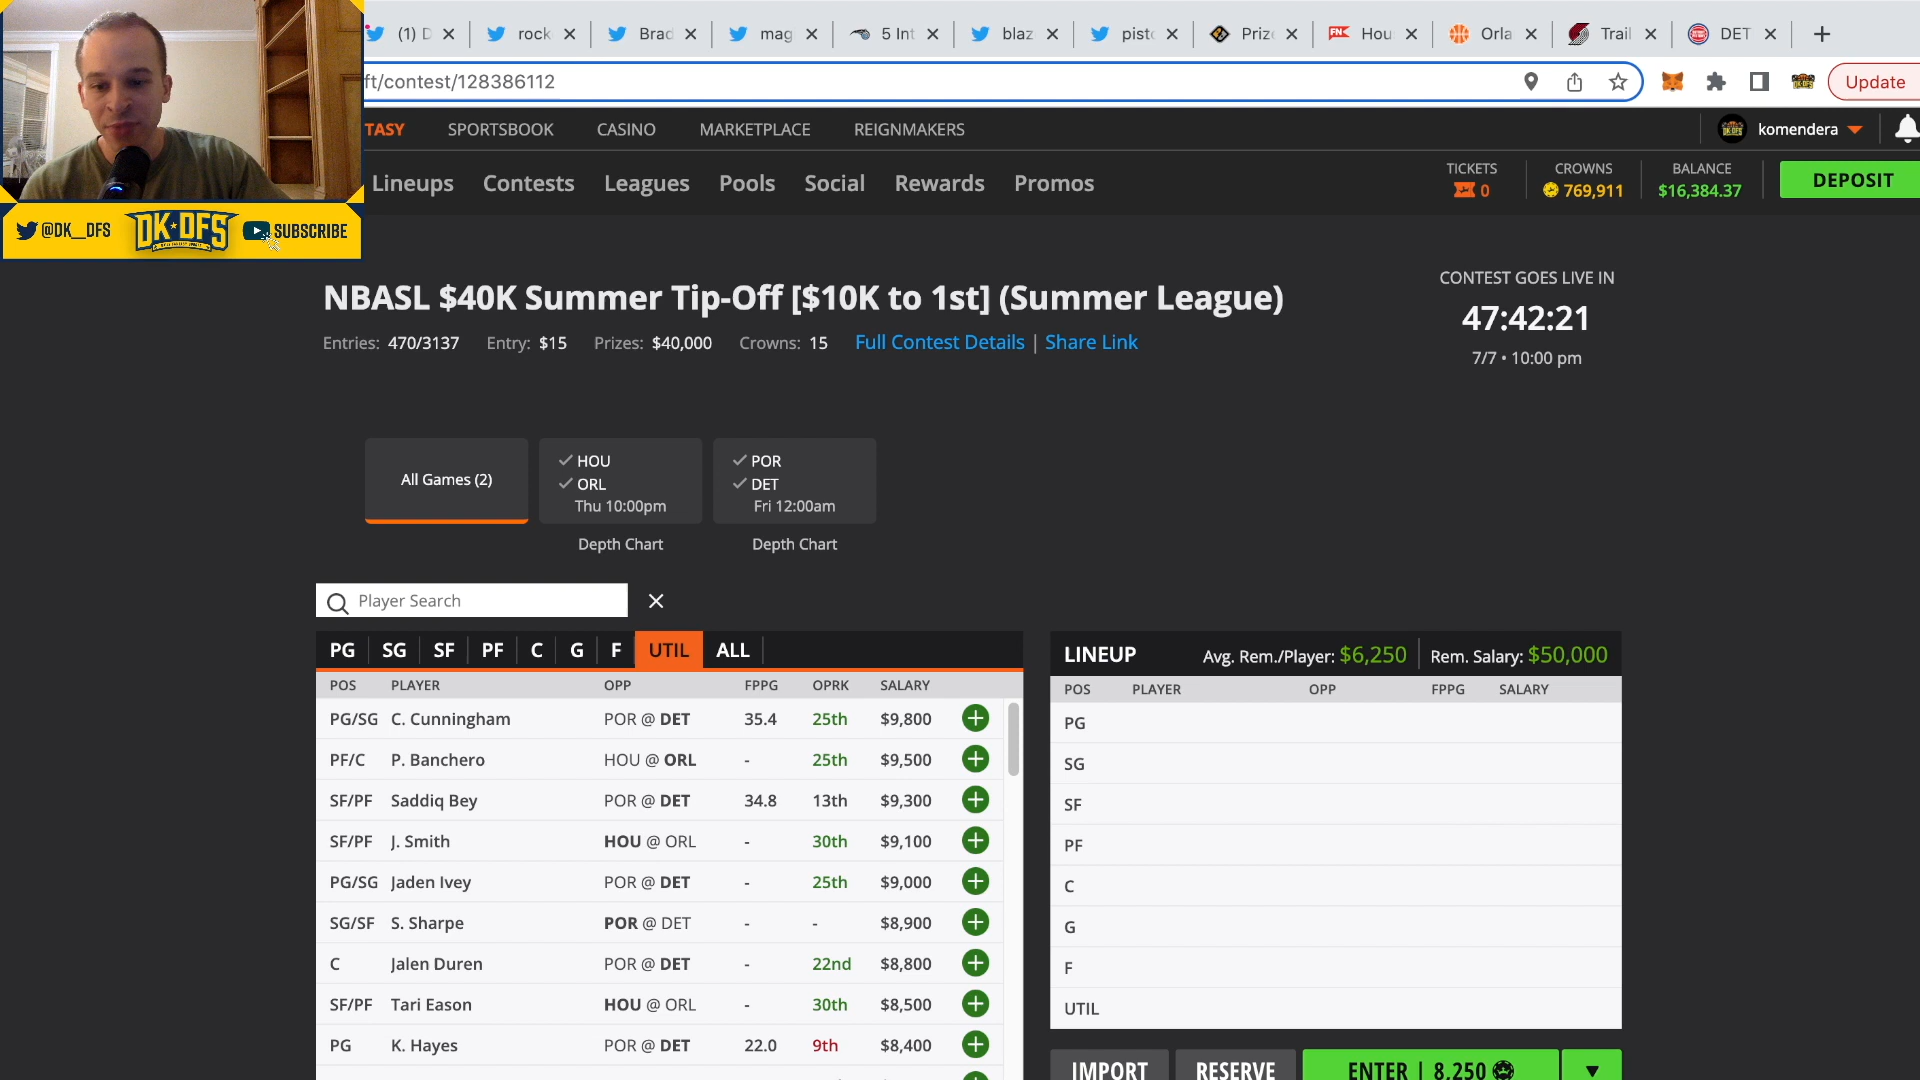 (1) D
rock
Brad
mag
5 Int
blaz
pist
Priz
FN
Hou
Orla
Trail
DET
ft/contest/128386112
Update
TASY
SPORTSBOOK
CASINO
MARKETPLACE
REIGNMAKERS
komendera
Lineups
Contests
Leagues
Pools
Social
Rewards
Promos
TICKETS
0
CROWNS
769,911
BALANCE
$16,384.37
DEPOSIT
@DK__DFS
DK★DFS
SUBSCRIBE
NBASL $40K Summer Tip-Off [$10K to 1st] (Summer League)
Entries: 470/3137 Entry: $15 Prizes: $40,000 Crowns: 15 Full Contest Details | Share Link
CONTEST GOES LIVE IN
47:42:21
7/7 • 10:00 pm
All Games (2)
HOU
ORL
Thu 10:00pm
Depth Chart
POR
DET
Fri 12:00am
Depth Chart
Player Search
PG SG SF PF C G F UTIL ALL
POS PLAYER OPP FPPG OPRK SALARY
PG/SG C. Cunningham POR @ DET 35.4 25th $9,800
PF/C P. Banchero HOU @ ORL - 25th $9,500
SF/PF Saddiq Bey POR @ DET 34.8 13th $9,300
SF/PF J. Smith HOU @ ORL - 30th $9,100
PG/SG Jaden Ivey POR @ DET - 25th $9,000
SG/SF S. Sharpe POR @ DET - - $8,900
C Jalen Duren POR @ DET - 22nd $8,800
SF/PF Tari Eason HOU @ ORL - 30th $8,500
PG K. Hayes POR @ DET 22.0 9th $8,400
LINEUP Avg. Rem./Player: $6,250 Rem. Salary: $50,000
POS PLAYER OPP FPPG SALARY
PG
SG
SF
PF
C
G
F
UTIL
IMPORT
RESERVE
ENTER | 8,250